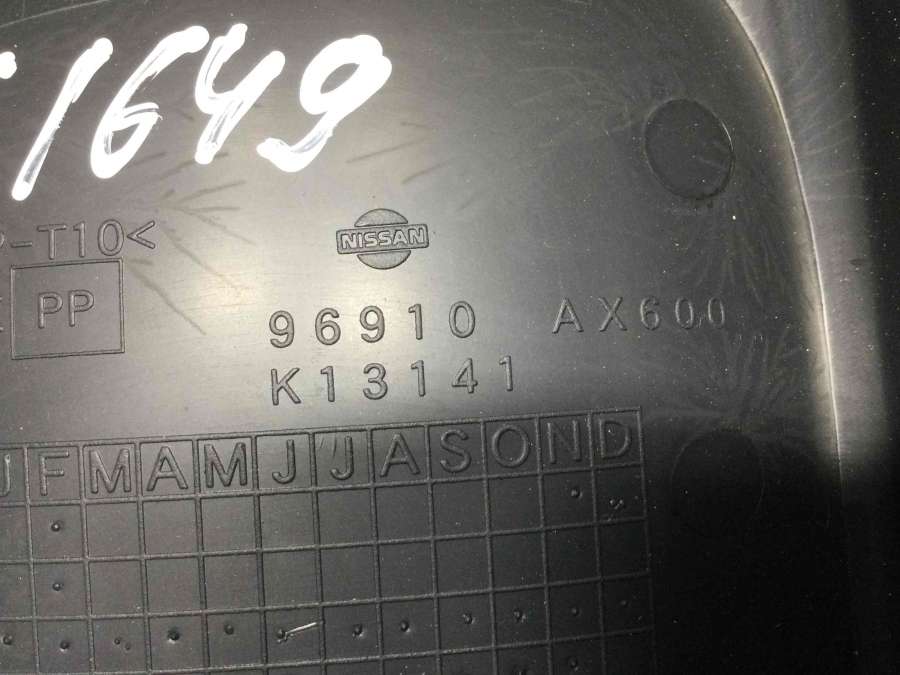 1649
-T10<
PP
NISSAN
96910 AX600
K13141
J F M A M J J A S O N D